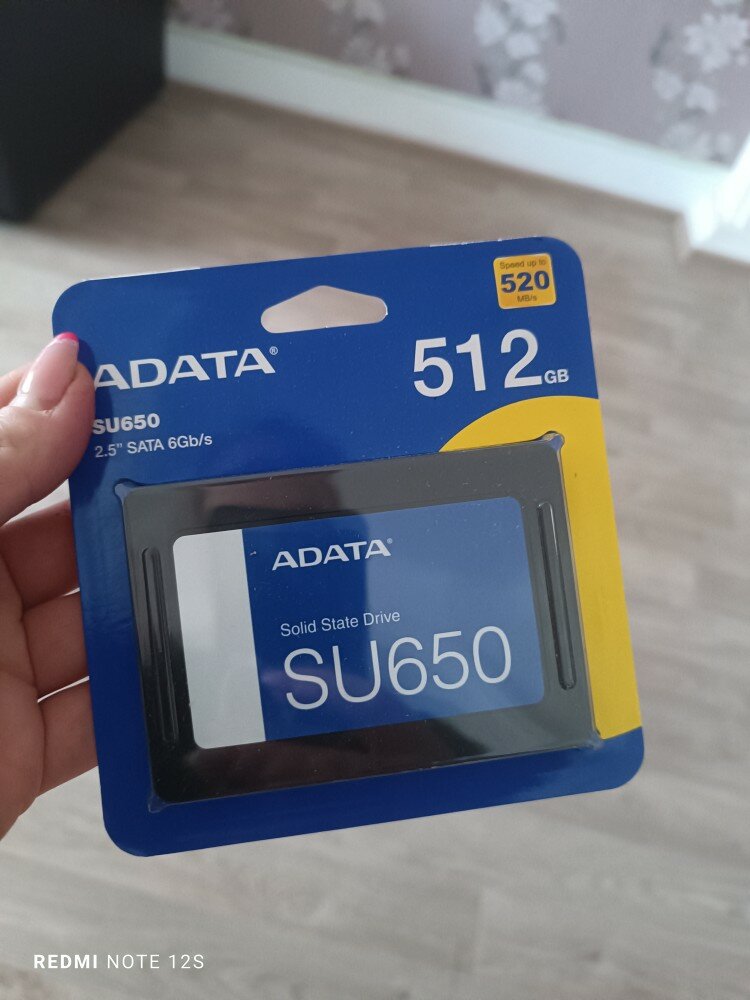 Speed up to
520
MB/s
ADATA®
512GB
SU650
2.5" SATA 6Gb/s
ADATA®
Solid State Drive
SU650
REDMI NOTE 12S